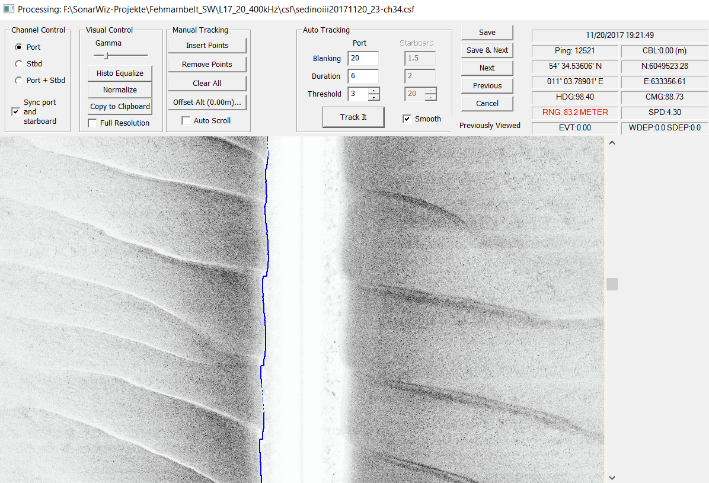 Processing: F:\SonarWiz-Projekte\Fehmarnbelt_SW\L17_20_400kHz\csf\sedinoiii20171120_23-ch34.csf
Channel Control
Port
Stbd
Port + Stbd
Sync port
and
starboard
Visual Control
Gamma
Histo Equalize
Normalize
Copy to Clipboard
Full Resolution
Manual Tracking
Insert Points
Remove Points
Clear All
Offset Alt (0.00m)...
Auto Scroll
Auto Tracking
Port Starboard
Blanking 20 1.5
Duration 6 2
Threshold 3 20
Track It
Smooth
Save
Save & Next
Next
Previous
Cancel
Previously Viewed
11/20/2017 19:21:49
Ping: 12521 CBL:0.00 (m)
54° 34.53606' N N:6049523.28
011° 03.78901' E E:633356.61
HDG:98.40 CMG:88.73
RNG: 83.2 METER SPD:4.30
EVT:0.00 WDEP:0.0 SDEP:0.0